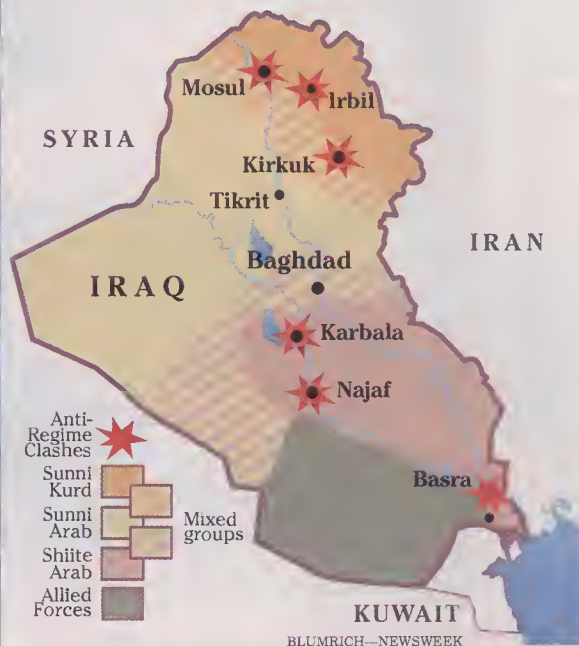 Mosul
Irbil
SYRIA
Kirkuk
Tikrit
IRAN
Baghdad
IRAQ
Karbala
Najaf
Anti-
Regime
Clashes
Basra
Sunni
Kurd
Sunni
Arab
Mixed
groups
Shiite
Arab
Allied
Forces
KUWAIT
BLUMRICH—NEWSWEEK